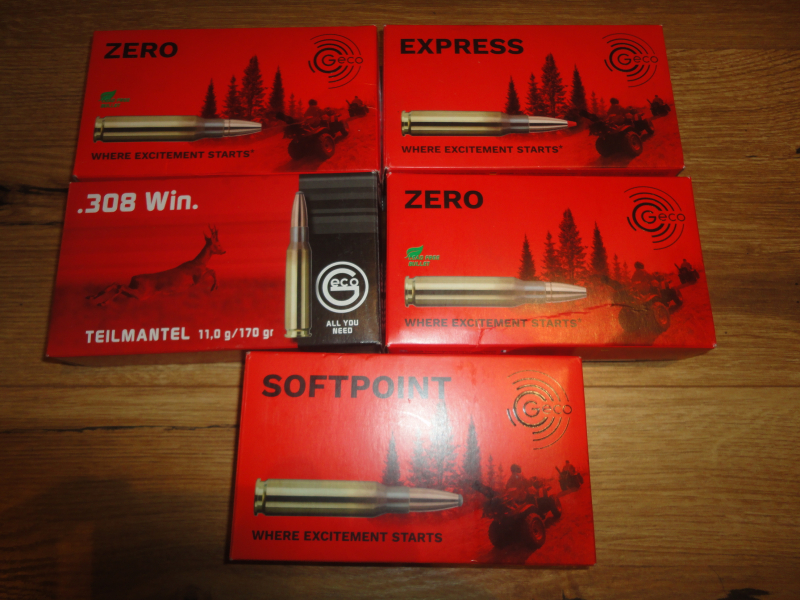 ZERO
Geco
WHERE EXCITEMENT STARTS®
EXPRESS
Geco
WHERE EXCITEMENT STARTS®
.308 Win.
Geco
ALL YOU
NEED
TEILMANTEL 11,0 g/170 gr
ZERO
Geco
BULLET
WHERE EXCITEMENT STARTS®
SOFTPOINT
Geco
WHERE EXCITEMENT STARTS